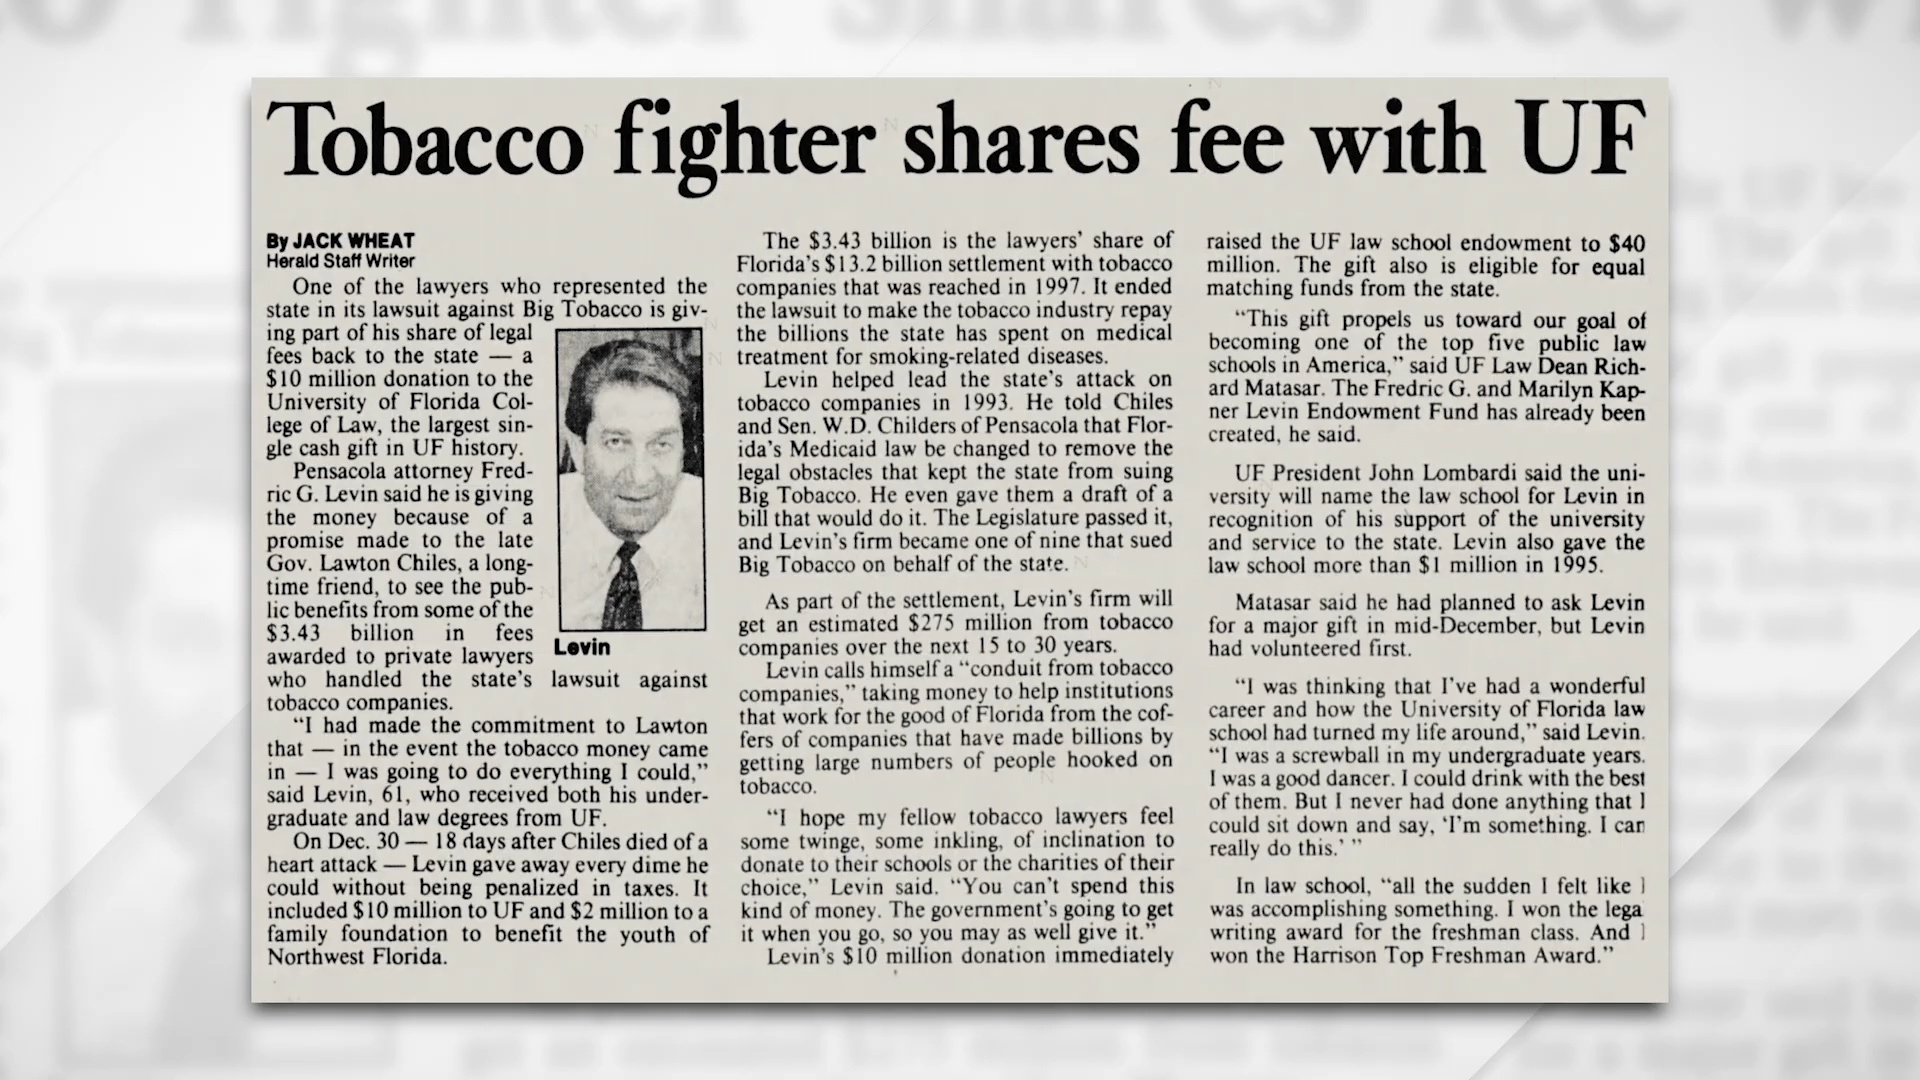 Tobacco fighter shares fee with UF
By JACK WHEAT
Herald Staff Writer
One of the lawyers who represented the
state in its lawsuit against Big Tobacco is giv-
ing part of his share of legal
fees back to the state — a
$10 million donation to the
University of Florida Col-
lege of Law, the largest sin-
gle cash gift in UF history.
Pensacola attorney Fred-
ric G. Levin said he is giving
the money because of a
promise made to the late
Gov. Lawton Chiles, a long-
time friend, to see the pub-
lic benefits from some of the
$3.43 billion in fees
awarded to private lawyers
who handled the state's lawsuit against
tobacco companies.
"I had made the commitment to Lawton
that — in the event the tobacco money came
in — I was going to do everything I could,"
said Levin, 61, who received both his under-
graduate and law degrees from UF.
On Dec. 30 — 18 days after Chiles died of a
heart attack — Levin gave away every dime he
could without being penalized in taxes. It
included $10 million to UF and $2 million to a
family foundation to benefit the youth of
Northwest Florida.
Levin
The $3.43 billion is the lawyers' share of
Florida's $13.2 billion settlement with tobacco
companies that was reached in 1997. It ended
the lawsuit to make the tobacco industry repay
the billions the state has spent on medical
treatment for smoking-related diseases.
Levin helped lead the state's attack on
tobacco companies in 1993. He told Chiles
and Sen. W.D. Childers of Pensacola that Flor-
ida's Medicaid law be changed to remove the
legal obstacles that kept the state from suing
Big Tobacco. He even gave them a draft of a
bill that would do it. The Legislature passed it,
and Levin's firm became one of nine that sued
Big Tobacco on behalf of the state.
As part of the settlement, Levin's firm will
get an estimated $275 million from tobacco
companies over the next 15 to 30 years.
Levin calls himself a "conduit from tobacco
companies," taking money to help institutions
that work for the good of Florida from the cof-
fers of companies that have made billions by
getting large numbers of people hooked on
tobacco.
"I hope my fellow tobacco lawyers feel
some twinge, some inkling, of inclination to
donate to their schools or the charities of their
choice," Levin said. "You can't spend this
kind of money. The government's going to get
it when you go, so you may as well give it."
Levin's $10 million donation immediately
raised the UF law school endowment to $40
million. The gift also is eligible for equal
matching funds from the state.
"This gift propels us toward our goal of
becoming one of the top five public law
schools in America," said UF Law Dean Rich-
ard Matasar. The Fredric G. and Marilyn Kap-
ner Levin Endowment Fund has already been
created, he said.
UF President John Lombardi said the uni-
versity will name the law school for Levin in
recognition of his support of the university
and service to the state. Levin also gave the
law school more than $1 million in 1995.
Matasar said he had planned to ask Levin
for a major gift in mid-December, but Levin
had volunteered first.
"I was thinking that I've had a wonderful
career and how the University of Florida law
school had turned my life around," said Levin.
"I was a screwball in my undergraduate years.
I was a good dancer. I could drink with the best
of them. But I never had done anything that I
could sit down and say, 'I'm something. I can
really do this.' "
In law school, "all the sudden I felt like I
was accomplishing something. I won the lega
writing award for the freshman class. And I
won the Harrison Top Freshman Award."